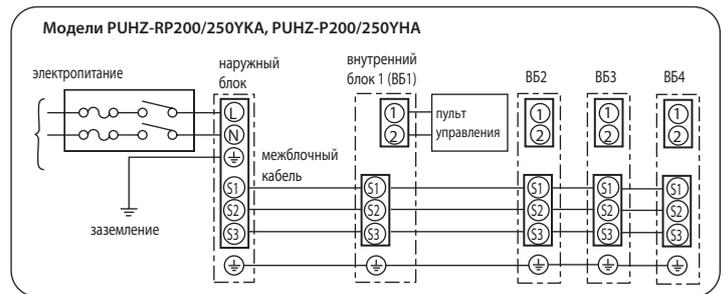 Модели PUHZ-RP200/250YKA, PUHZ-P200/250YHA
электропитание
наружный
блок
внутренний
блок 1 (ВБ1)
ВБ2
ВБ3
ВБ4
L
N
1
2
пульт
управления
1
2
1
2
1
2
межблочный
кабель
заземление
S1
S2
S3
S1
S2
S3
S1
S2
S3
S1
S2
S3
S1
S2
S3